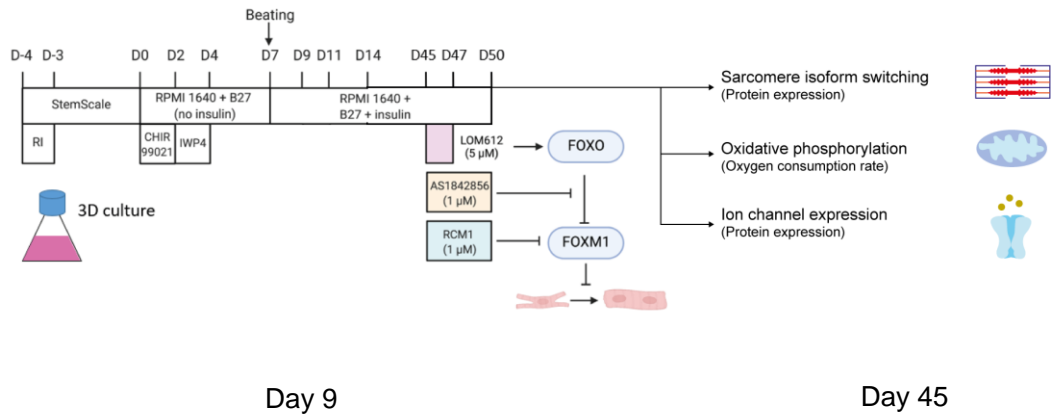 Beating
D-4 D-3 D0 D2 D4 D7 D9 D11 D14 D45 D47 D50
StemScale
RPMI 1640 + B27
(no insulin)
RPMI 1640 +
B27 + insulin
RI
CHIR
99021
IWP4
LOM612
(5 µM)
FOXO
AS1842856
(1 µM)
RCM1
(1 µM)
FOXM1
3D culture
Sarcomere isoform switching
(Protein expression)
Oxidative phosphorylation
(Oxygen consumption rate)
Ion channel expression
(Protein expression)
Day 9
Day 45